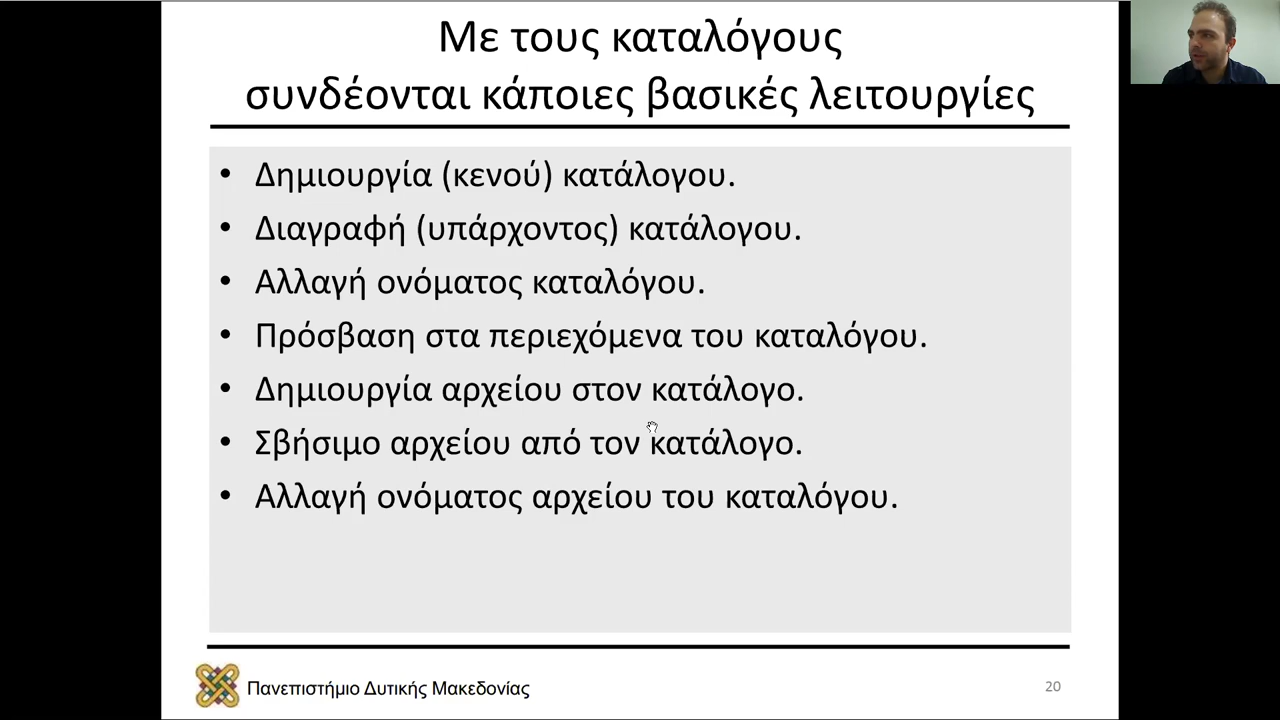 Με τους καταλόγους
συνδέονται κάποιες βασικές λειτουργίες
• Δημιουργία (κενού) κατάλογου.
• Διαγραφή (υπάρχοντος) κατάλογου.
• Αλλαγή ονόματος καταλόγου.
• Πρόσβαση στα περιεχόμενα του καταλόγου.
• Δημιουργία αρχείου στον κατάλογο.
• Σβήσιμο αρχείου από τον κατάλογο.
• Αλλαγή ονόματος αρχείου του καταλόγου.
Πανεπιστήμιο Δυτικής Μακεδονίας
20